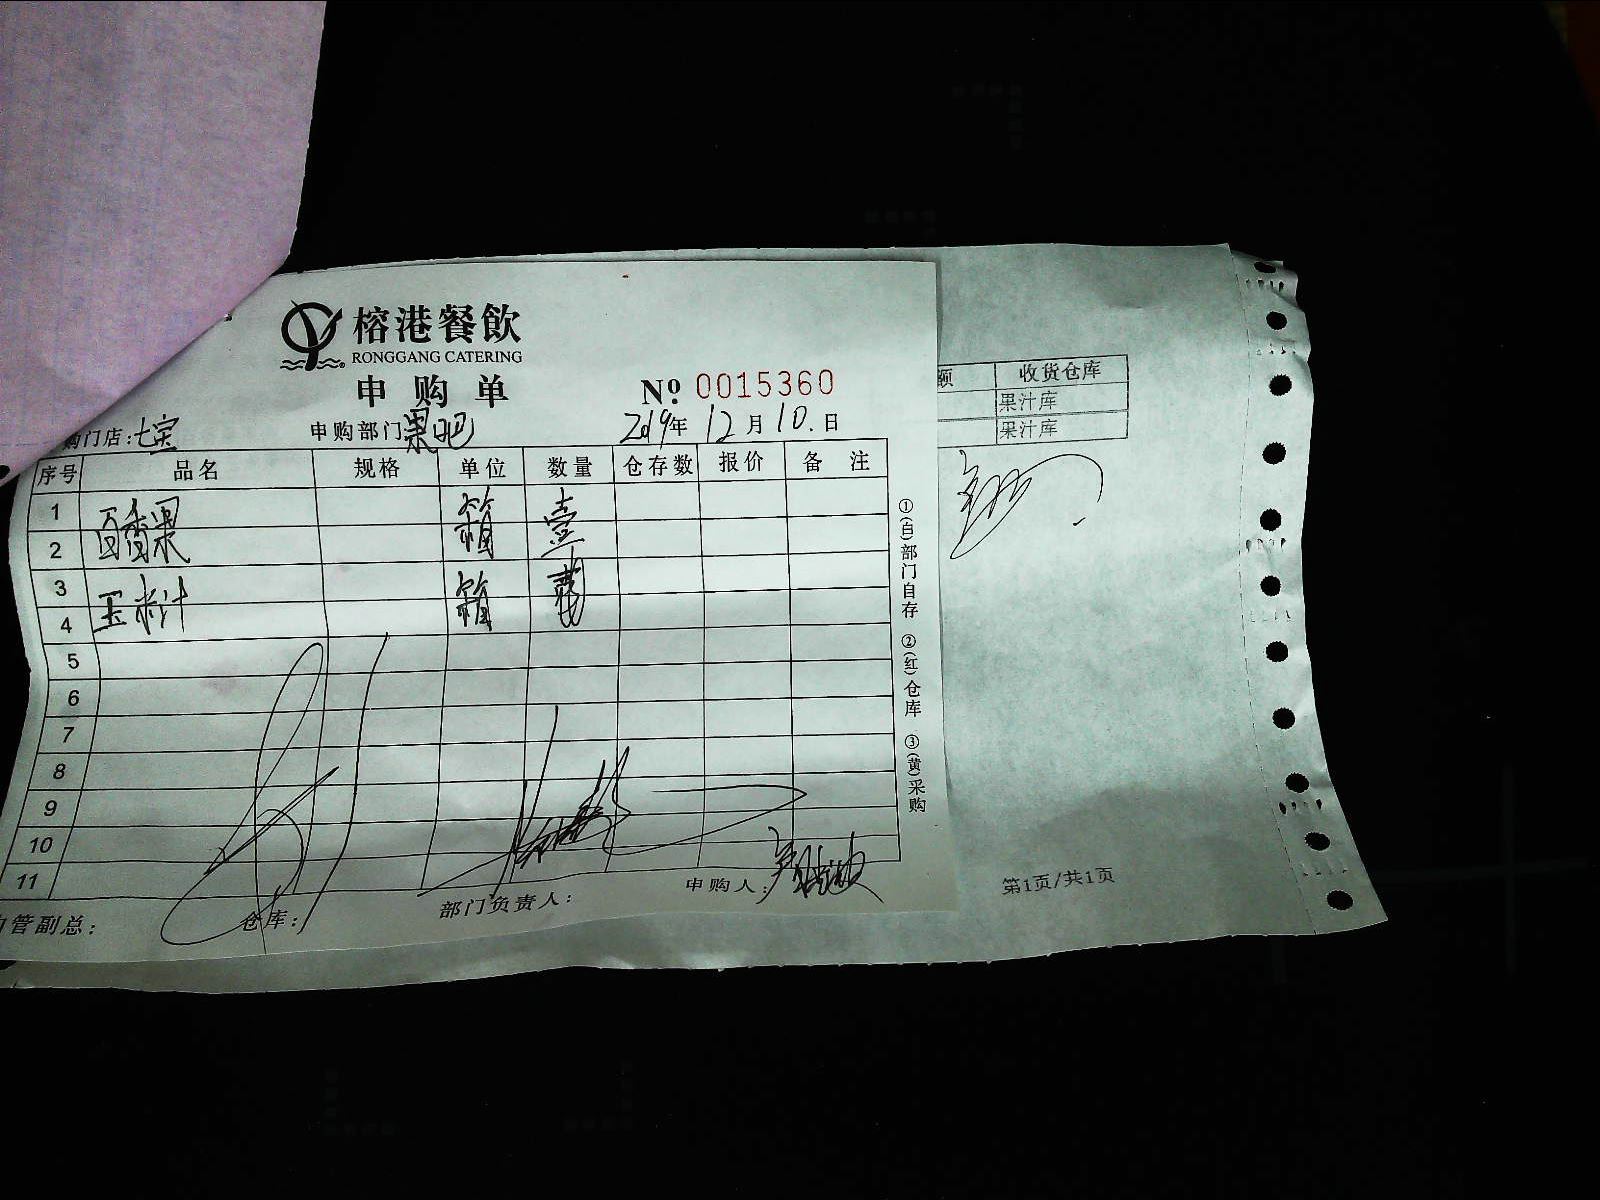 榕港餐飲
RONGGANG CATERING
申购单 № 0015360
购门店:七宝 申购部门果吧 2019年12月10.日
序号 品名 规格 单位 数量 仓存数 报价 备注
1 百香果 箱 壹
2
3 玉米汁 箱
4
5
6
7
8
9
10
11
管副总: 仓库: 部门负责人: 申购人:
①(白)部门自存 ②(红)仓库 ③(黄)采购
额 收货仓库
果汁库
果汁库
第1页/共1页